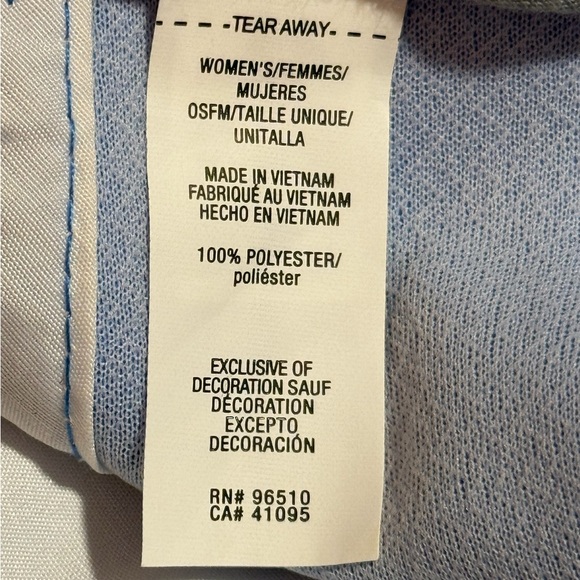 - - - -TEAR AWAY- - - -
WOMEN'S/FEMMES/
MUJERES
OSFM/TAILLE UNIQUE/
UNITALLA
MADE IN VIETNAM
FABRIQUÉ AU VIETNAM
HECHO EN VIETNAM
100% POLYESTER/
poliéster
EXCLUSIVE OF
DECORATION SAUF
DÉCORATION
EXCEPTO
DECORACIÓN
RN# 96510
CA# 41095